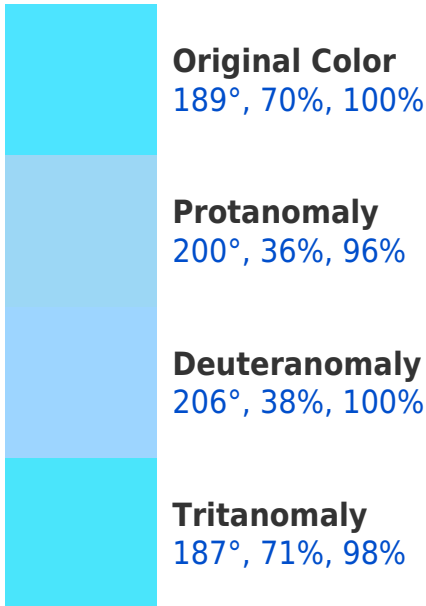 Original Color
189°, 70%, 100%
Protanomaly
200°, 36%, 96%
Deuteranomaly
206°, 38%, 100%
Tritanomaly
187°, 71%, 98%